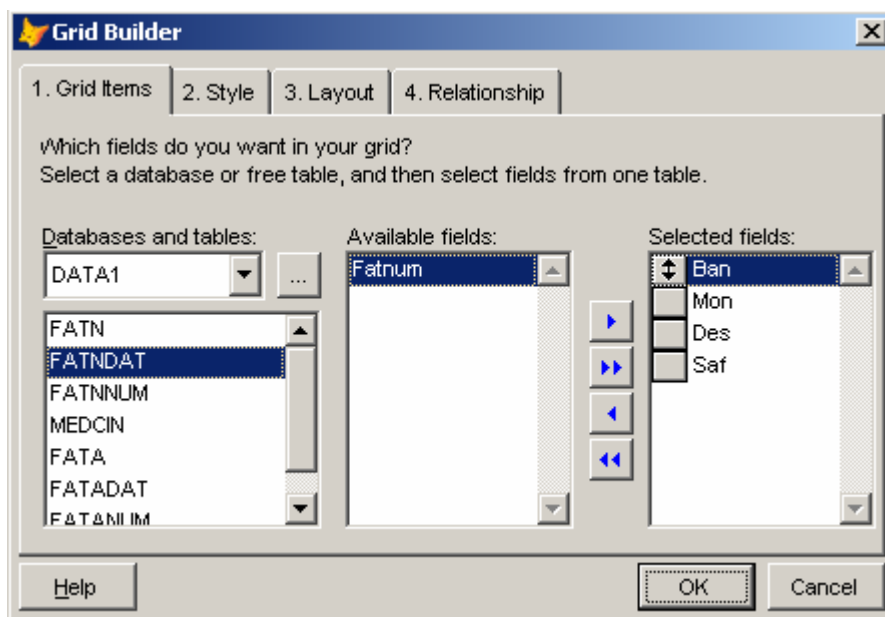 Grid Builder
1. Grid Items
2. Style
3. Layout
4. Relationship
Which fields do you want in your grid?
Select a database or free table, and then select fields from one table.
Databases and tables:
DATA1
...
FATN
FATNDAT
FATNNUM
MEDCIN
FATA
FATADAT
FATANUM
Available fields:
Fatnum
Selected fields:
Ban
Mon
Des
Saf
Help
OK
Cancel